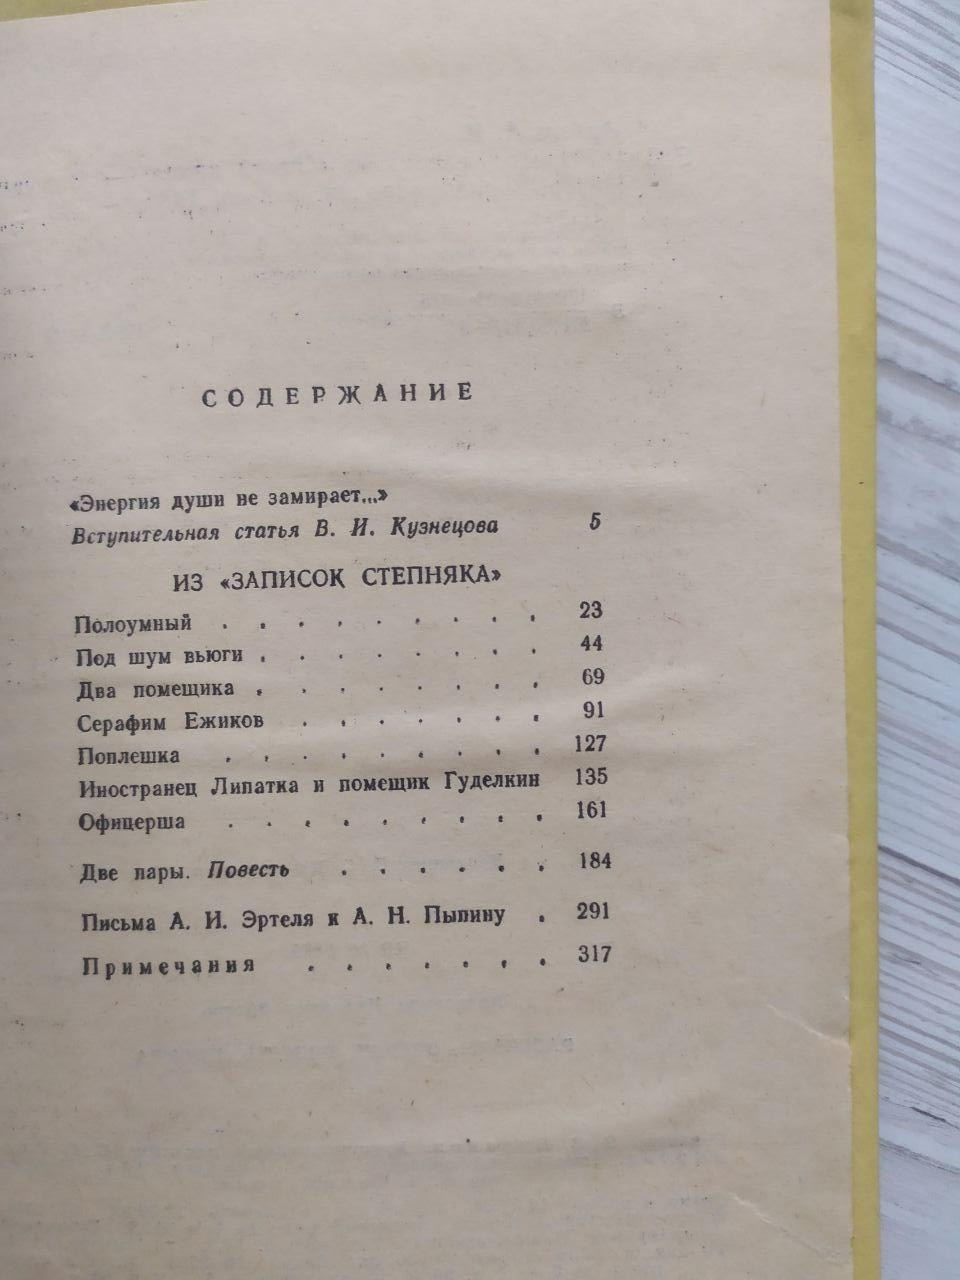 СОДЕРЖАНИЕ
«Энергия души не замирает...»
Вступительная статья В. И. Кузнецова 5
ИЗ «ЗАПИСОК СТЕПНЯКА»
Полоумный . . . . . . . . . 23
Под шум вьюги . . . . . . . . 44
Два помещика . . . . . . . . 69
Серафим Ежиков . . . . . . . 91
Поплешка . . . . . . . . . 127
Иностранец Липатка и помещик Гуделкин 135
Офицерша . . . . . . . . . 161
Две пары. Повесть . . . . . . 184
Письма А. И. Эртеля к А. Н. Пыпину . 291
Примечания . . . . . . . 317